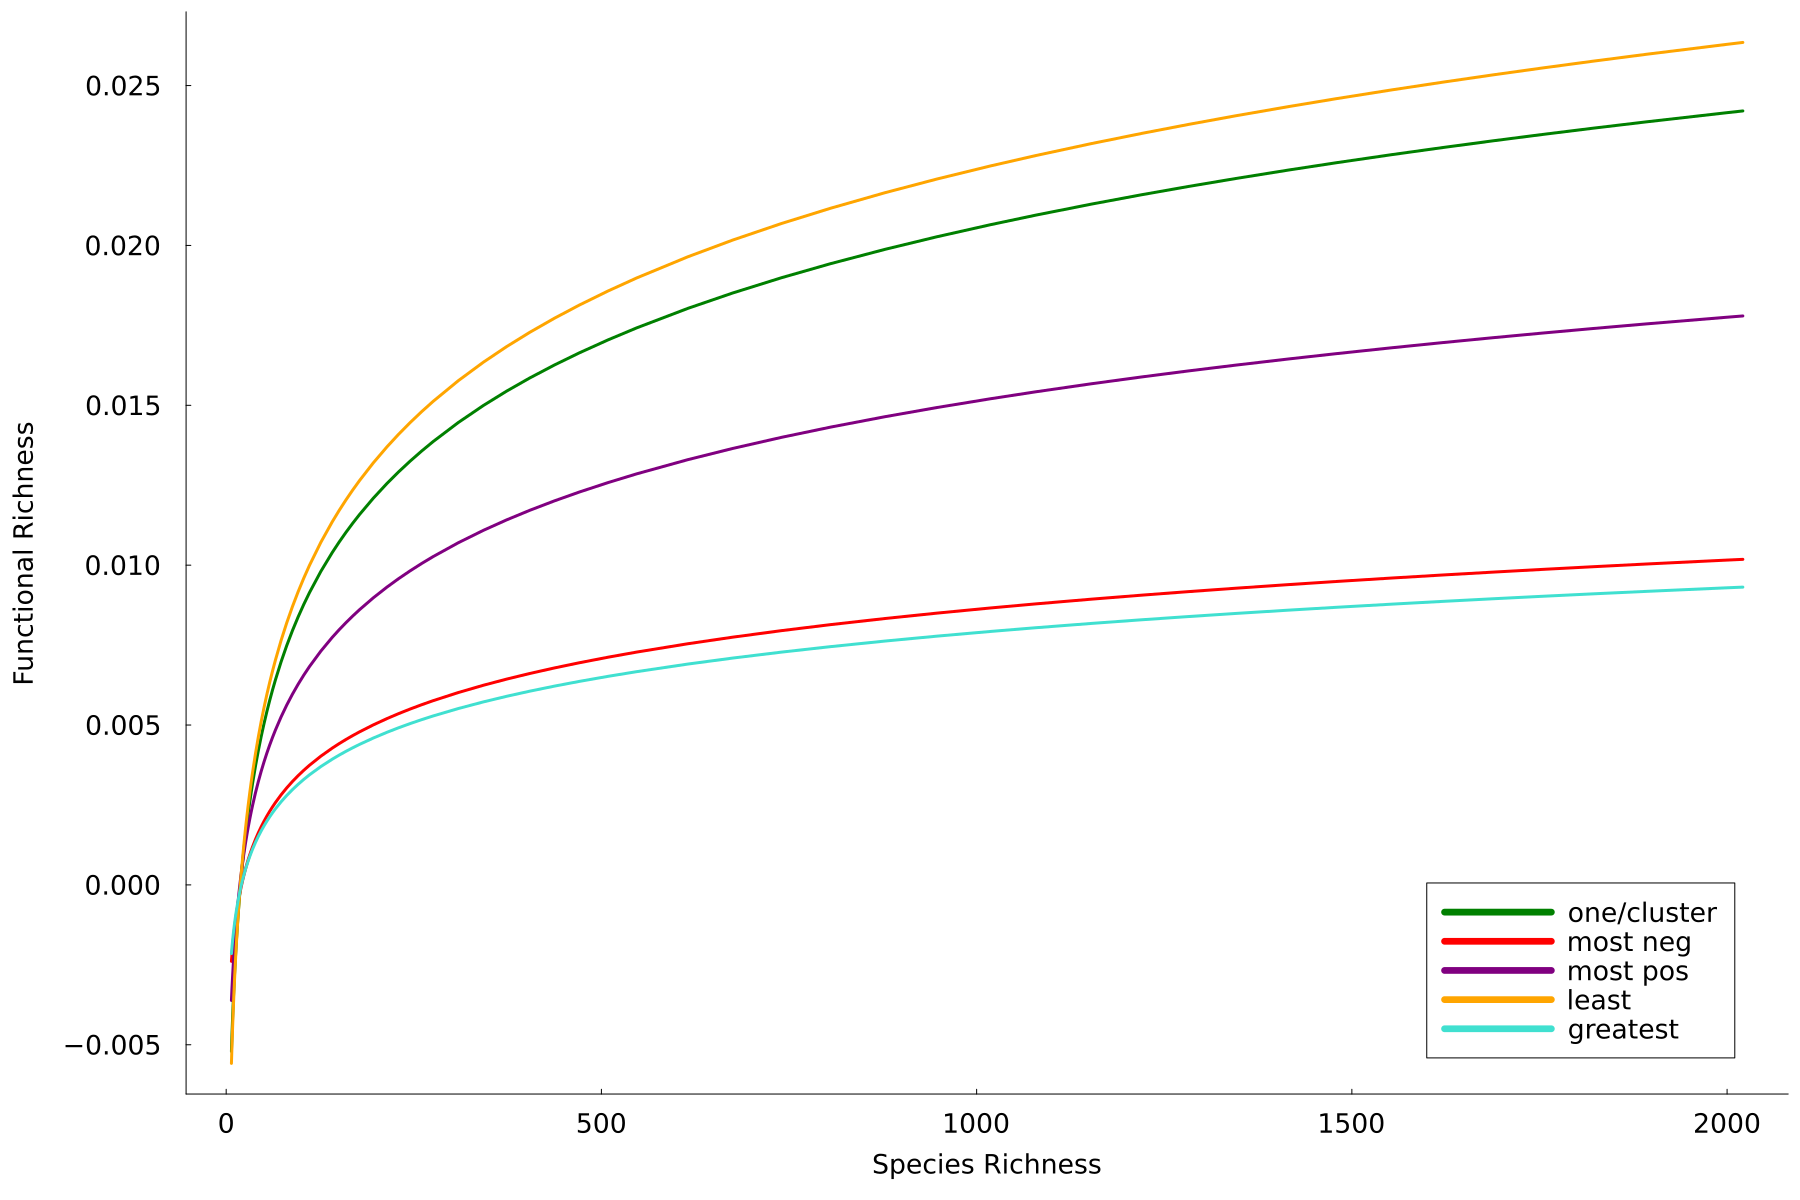 0.025
0.020
0.015
0.010
0.005
0.000
−0.005
Functional Richness
0 500 1000 1500 2000
Species Richness
one/cluster
most neg
most pos
least
greatest